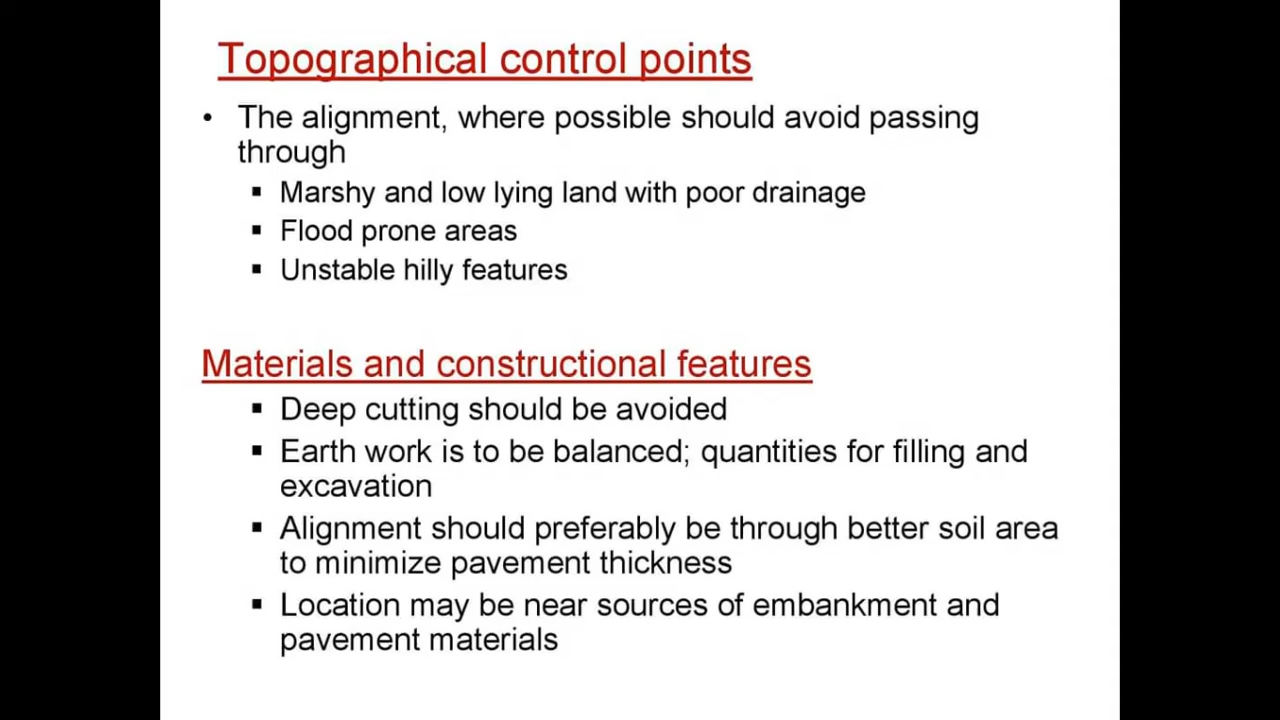 Topographical control points
• The alignment, where possible should avoid passing
through
▪ Marshy and low lying land with poor drainage
▪ Flood prone areas
▪ Unstable hilly features
Materials and constructional features
▪ Deep cutting should be avoided
▪ Earth work is to be balanced; quantities for filling and
excavation
▪ Alignment should preferably be through better soil area
to minimize pavement thickness
▪ Location may be near sources of embankment and
pavement materials